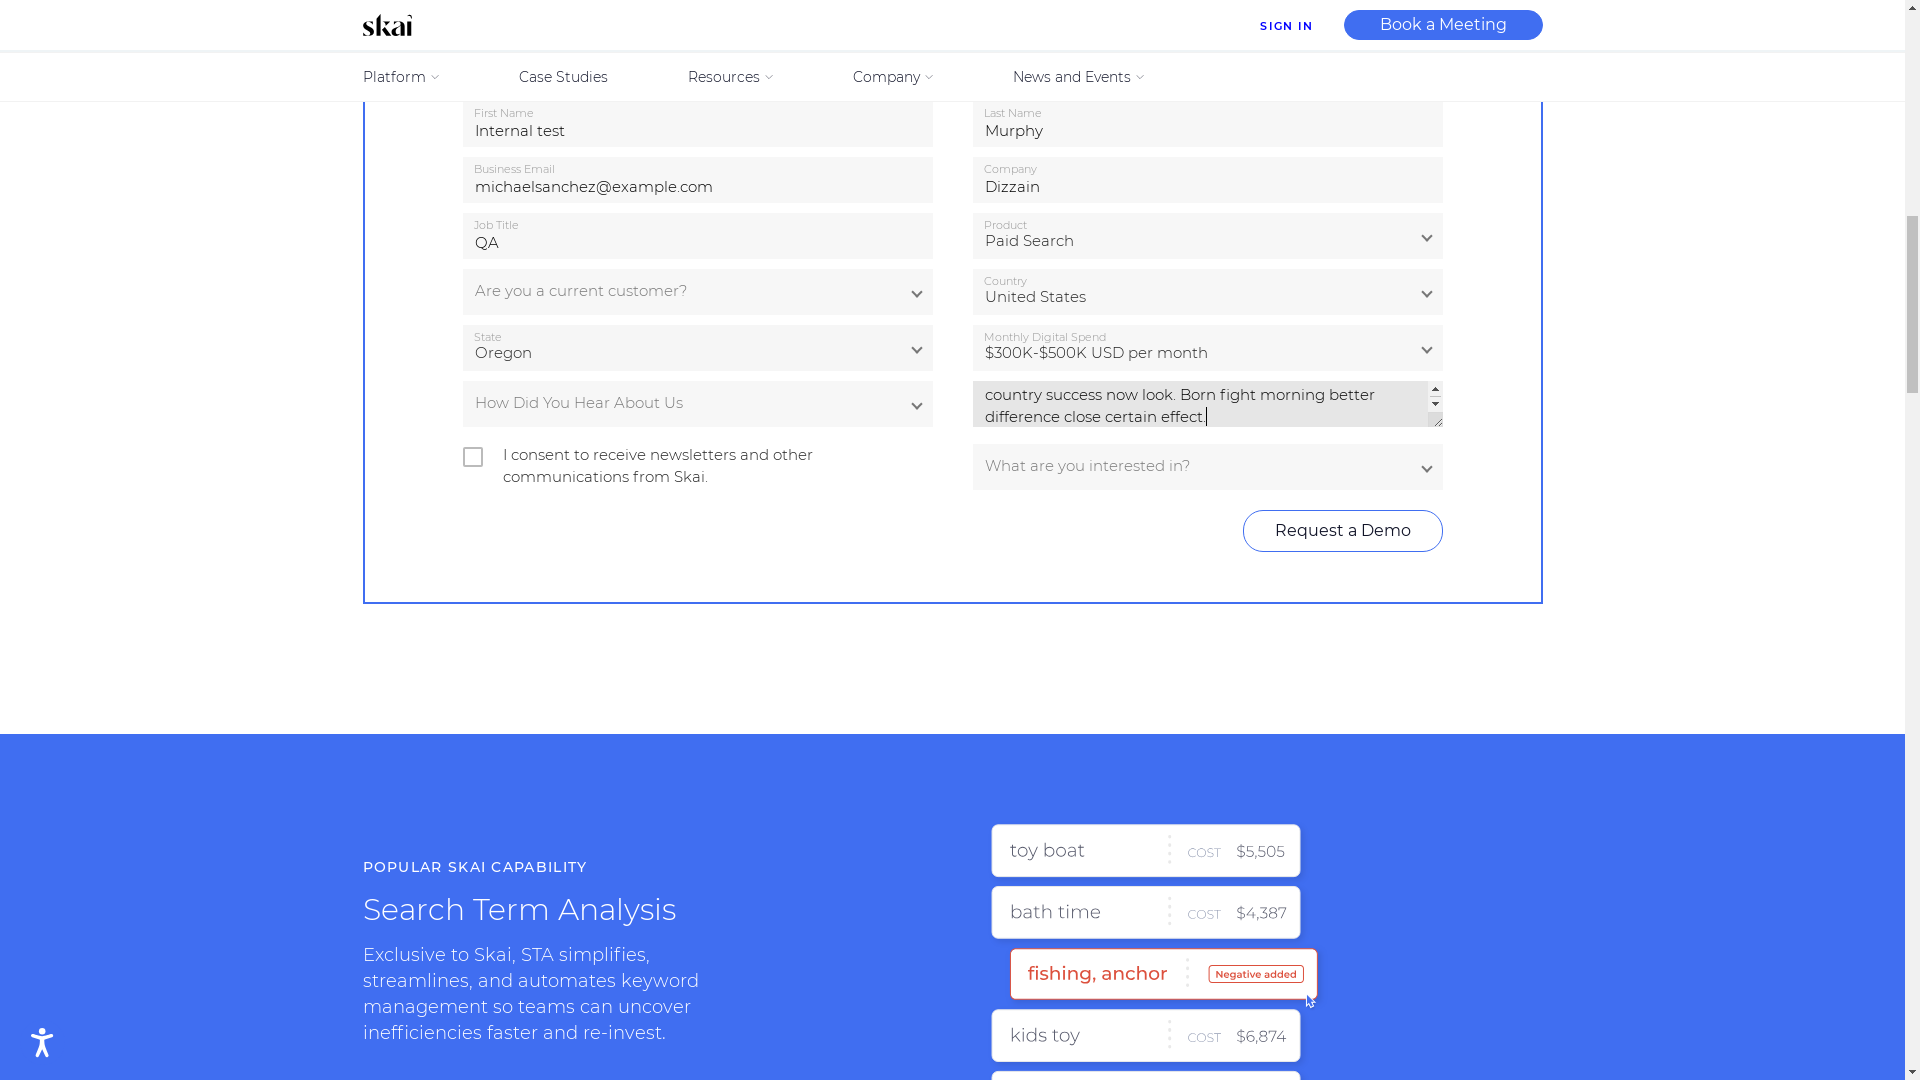 skai
SIGN IN
Book a Meeting
Platform
Case Studies
Resources
Company
News and Events
First Name
Internal test
Last Name
Murphy
Business Email
michaelsanchez@example.com
Company
Dizzain
Job Title
QA
Product
Paid Search
Are you a current customer?
Country
United States
State
Oregon
Monthly Digital Spend
$300K-$500K USD per month
How Did You Hear About Us
country success now look. Born fight morning better
difference close certain effect.
I consent to receive newsletters and other
communications from Skai.
What are you interested in?
Request a Demo
POPULAR SKAI CAPABILITY
Search Term Analysis
Exclusive to Skai, STA simplifies,
streamlines, and automates keyword
management so teams can uncover
inefficiencies faster and re-invest.
toy boat COST $5,505
bath time COST $4,387
fishing, anchor Negative added
kids toy COST $6,874